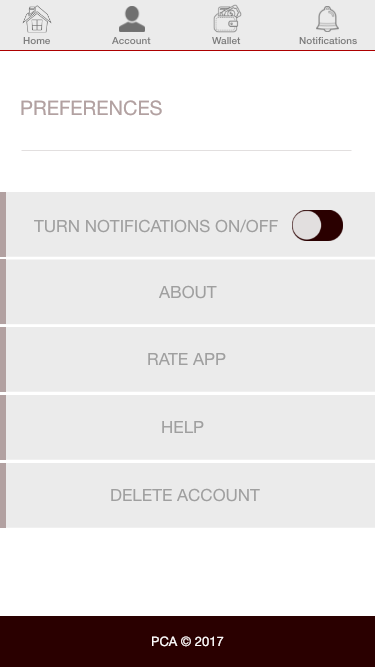 Home Account Wallet Notifications
PREFERENCES
TURN NOTIFICATIONS ON/OFF
ABOUT
RATE APP
HELP
DELETE ACCOUNT
PCA © 2017